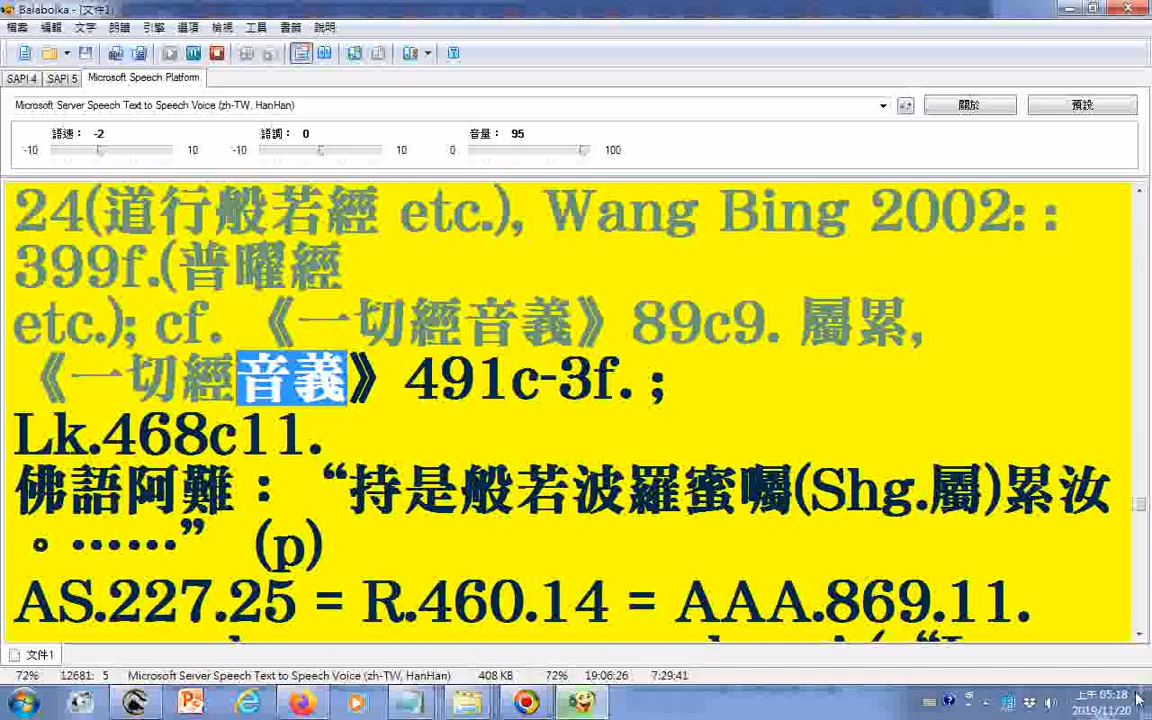 Balabolka - [文件1]
檔案 編輯 文字 朗讀 引擎 選項 檢視 工具 書籤 說明
SAPI 4 SAPI 5 Microsoft Speech Platform
Microsoft Server Speech Text to Speech Voice (zh-TW, HanHan) 關於 預設
語速： -2 語調： 0 音量： 95
-10 10 -10 10 0 100
24(道行般若經 etc.), Wang Bing 2002: :
399f.(普曜經
etc.); cf. 《一切經音義》89c9. 屬累,
《一切經音義》491c-3f. ;
Lk.468c11.
佛語阿難：“持是般若波羅蜜囑(Shg.屬)累汝
。……” (p)
AS.227.25 = R.460.14 = AAA.869.11.
文件1
72% 12681: 5 Microsoft Server Speech Text to Speech Voice (zh-TW, HanHan) 408 KB 72% 19:06:26 7:29:41
上午 05:18
2019/11/20